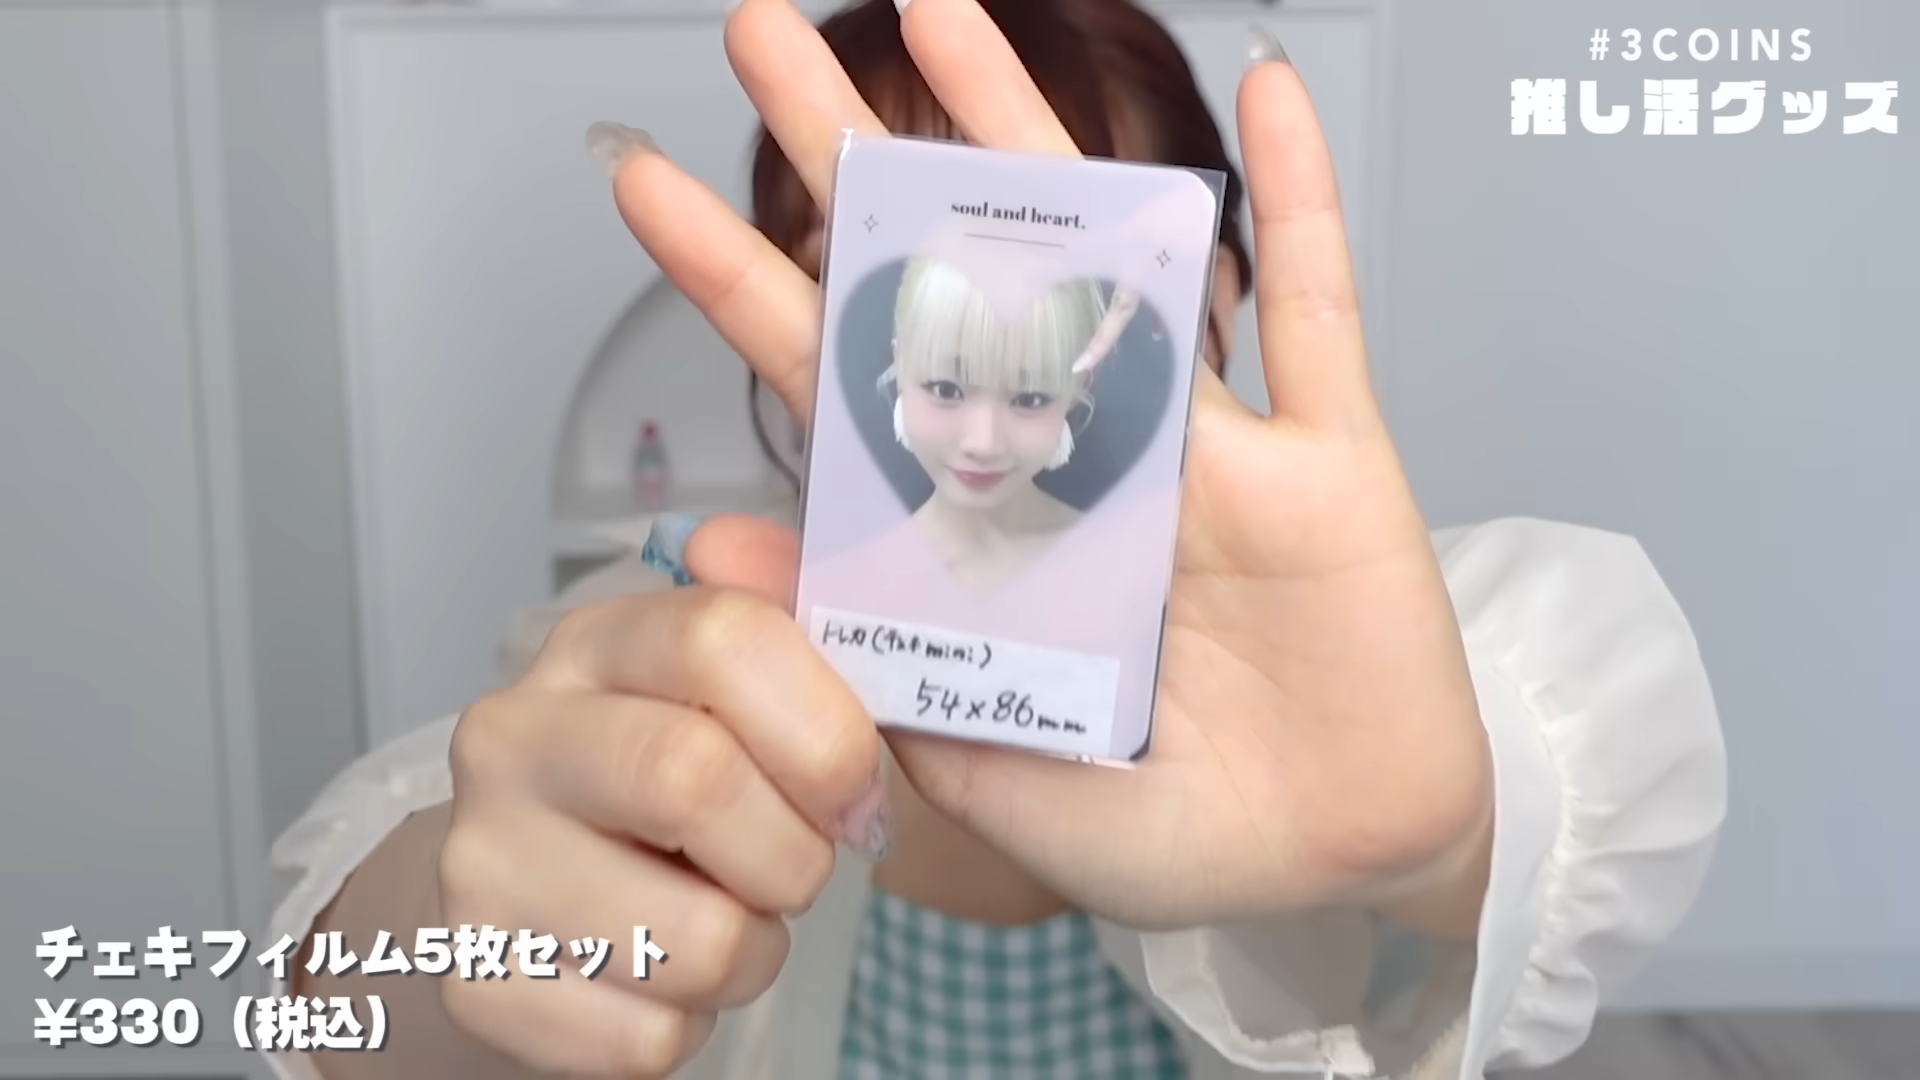 #3COINS
推し活グッズ
soul and heart.
トレカ(チェキmini)
54×86mm
チェキフィルム5枚セット
¥330(税込)